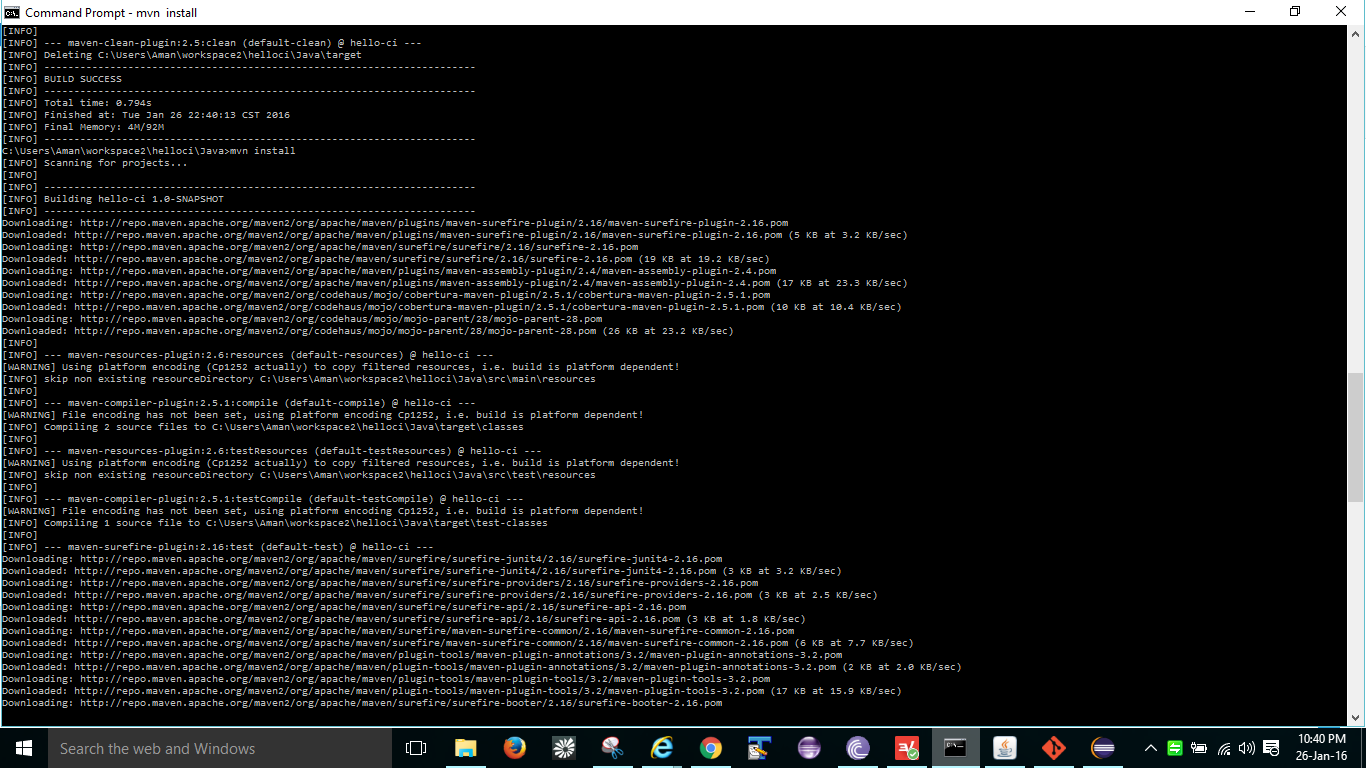 Command Prompt - mvn  install
[INFO]
[INFO] --- maven-clean-plugin:2.5:clean (default-clean) @ hello-ci ---
[INFO] Deleting C:\Users\Aman\workspace2\helloci\Java\target
[INFO] ------------------------------------------------------------------------
[INFO] BUILD SUCCESS
[INFO] ------------------------------------------------------------------------
[INFO] Total time: 0.794s
[INFO] Finished at: Tue Jan 26 22:40:13 CST 2016
[INFO] Final Memory: 4M/92M
[INFO] ------------------------------------------------------------------------
C:\Users\Aman\workspace2\helloci\Java>mvn install
[INFO] Scanning for projects...
[INFO]
[INFO] ------------------------------------------------------------------------
[INFO] Building hello-ci 1.0-SNAPSHOT
[INFO] ------------------------------------------------------------------------
Downloading: http://repo.maven.apache.org/maven2/org/apache/maven/plugins/maven-surefire-plugin/2.16/maven-surefire-plugin-2.16.pom
Downloaded: http://repo.maven.apache.org/maven2/org/apache/maven/plugins/maven-surefire-plugin/2.16/maven-surefire-plugin-2.16.pom (5 KB at 3.2 KB/sec)
Downloading: http://repo.maven.apache.org/maven2/org/apache/maven/surefire/surefire/2.16/surefire-2.16.pom
Downloaded: http://repo.maven.apache.org/maven2/org/apache/maven/surefire/surefire/2.16/surefire-2.16.pom (19 KB at 19.2 KB/sec)
Downloading: http://repo.maven.apache.org/maven2/org/apache/maven/plugins/maven-assembly-plugin/2.4/maven-assembly-plugin-2.4.pom
Downloaded: http://repo.maven.apache.org/maven2/org/apache/maven/plugins/maven-assembly-plugin/2.4/maven-assembly-plugin-2.4.pom (17 KB at 23.3 KB/sec)
Downloading: http://repo.maven.apache.org/maven2/org/codehaus/mojo/cobertura-maven-plugin/2.5.1/cobertura-maven-plugin-2.5.1.pom
Downloaded: http://repo.maven.apache.org/maven2/org/codehaus/mojo/cobertura-maven-plugin/2.5.1/cobertura-maven-plugin-2.5.1.pom (10 KB at 10.4 KB/sec)
Downloading: http://repo.maven.apache.org/maven2/org/codehaus/mojo/mojo-parent/28/mojo-parent-28.pom
Downloaded: http://repo.maven.apache.org/maven2/org/codehaus/mojo/mojo-parent/28/mojo-parent-28.pom (26 KB at 23.2 KB/sec)
[INFO]
[INFO] --- maven-resources-plugin:2.6:resources (default-resources) @ hello-ci ---
[WARNING] Using platform encoding (Cp1252 actually) to copy filtered resources, i.e. build is platform dependent!
[INFO] skip non existing resourceDirectory C:\Users\Aman\workspace2\helloci\Java\src\main\resources
[INFO]
[INFO] --- maven-compiler-plugin:2.5.1:compile (default-compile) @ hello-ci ---
[WARNING] File encoding has not been set, using platform encoding Cp1252, i.e. build is platform dependent!
[INFO] Compiling 2 source files to C:\Users\Aman\workspace2\helloci\Java\target\classes
[INFO]
[INFO] --- maven-resources-plugin:2.6:testResources (default-testResources) @ hello-ci ---
[WARNING] Using platform encoding (Cp1252 actually) to copy filtered resources, i.e. build is platform dependent!
[INFO] skip non existing resourceDirectory C:\Users\Aman\workspace2\helloci\Java\src\test\resources
[INFO]
[INFO] --- maven-compiler-plugin:2.5.1:testCompile (default-testCompile) @ hello-ci ---
[WARNING] File encoding has not been set, using platform encoding Cp1252, i.e. build is platform dependent!
[INFO] Compiling 1 source file to C:\Users\Aman\workspace2\helloci\Java\target\test-classes
[INFO]
[INFO] --- maven-surefire-plugin:2.16:test (default-test) @ hello-ci ---
Downloading: http://repo.maven.apache.org/maven2/org/apache/maven/surefire/surefire-junit4/2.16/surefire-junit4-2.16.pom
Downloaded: http://repo.maven.apache.org/maven2/org/apache/maven/surefire/surefire-junit4/2.16/surefire-junit4-2.16.pom (3 KB at 3.2 KB/sec)
Downloading: http://repo.maven.apache.org/maven2/org/apache/maven/surefire/surefire-providers/2.16/surefire-providers-2.16.pom
Downloaded: http://repo.maven.apache.org/maven2/org/apache/maven/surefire/surefire-providers/2.16/surefire-providers-2.16.pom (3 KB at 2.5 KB/sec)
Downloading: http://repo.maven.apache.org/maven2/org/apache/maven/surefire/surefire-api/2.16/surefire-api-2.16.pom
Downloaded: http://repo.maven.apache.org/maven2/org/apache/maven/surefire/surefire-api/2.16/surefire-api-2.16.pom (3 KB at 1.8 KB/sec)
Downloading: http://repo.maven.apache.org/maven2/org/apache/maven/surefire/maven-surefire-common/2.16/maven-surefire-common-2.16.pom
Downloaded: http://repo.maven.apache.org/maven2/org/apache/maven/surefire/maven-surefire-common/2.16/maven-surefire-common-2.16.pom (6 KB at 7.7 KB/sec)
Downloading: http://repo.maven.apache.org/maven2/org/apache/maven/plugin-tools/maven-plugin-annotations/3.2/maven-plugin-annotations-3.2.pom
Downloaded: http://repo.maven.apache.org/maven2/org/apache/maven/plugin-tools/maven-plugin-annotations/3.2/maven-plugin-annotations-3.2.pom (2 KB at 2.0 KB/sec)
Downloading: http://repo.maven.apache.org/maven2/org/apache/maven/plugin-tools/maven-plugin-tools/3.2/maven-plugin-tools-3.2.pom
Downloaded: http://repo.maven.apache.org/maven2/org/apache/maven/plugin-tools/maven-plugin-tools/3.2/maven-plugin-tools-3.2.pom (17 KB at 15.9 KB/sec)
Downloading: http://repo.maven.apache.org/maven2/org/apache/maven/surefire/surefire-booter/2.16/surefire-booter-2.16.pom
Search the web and Windows
10:40 PM
26-Jan-16